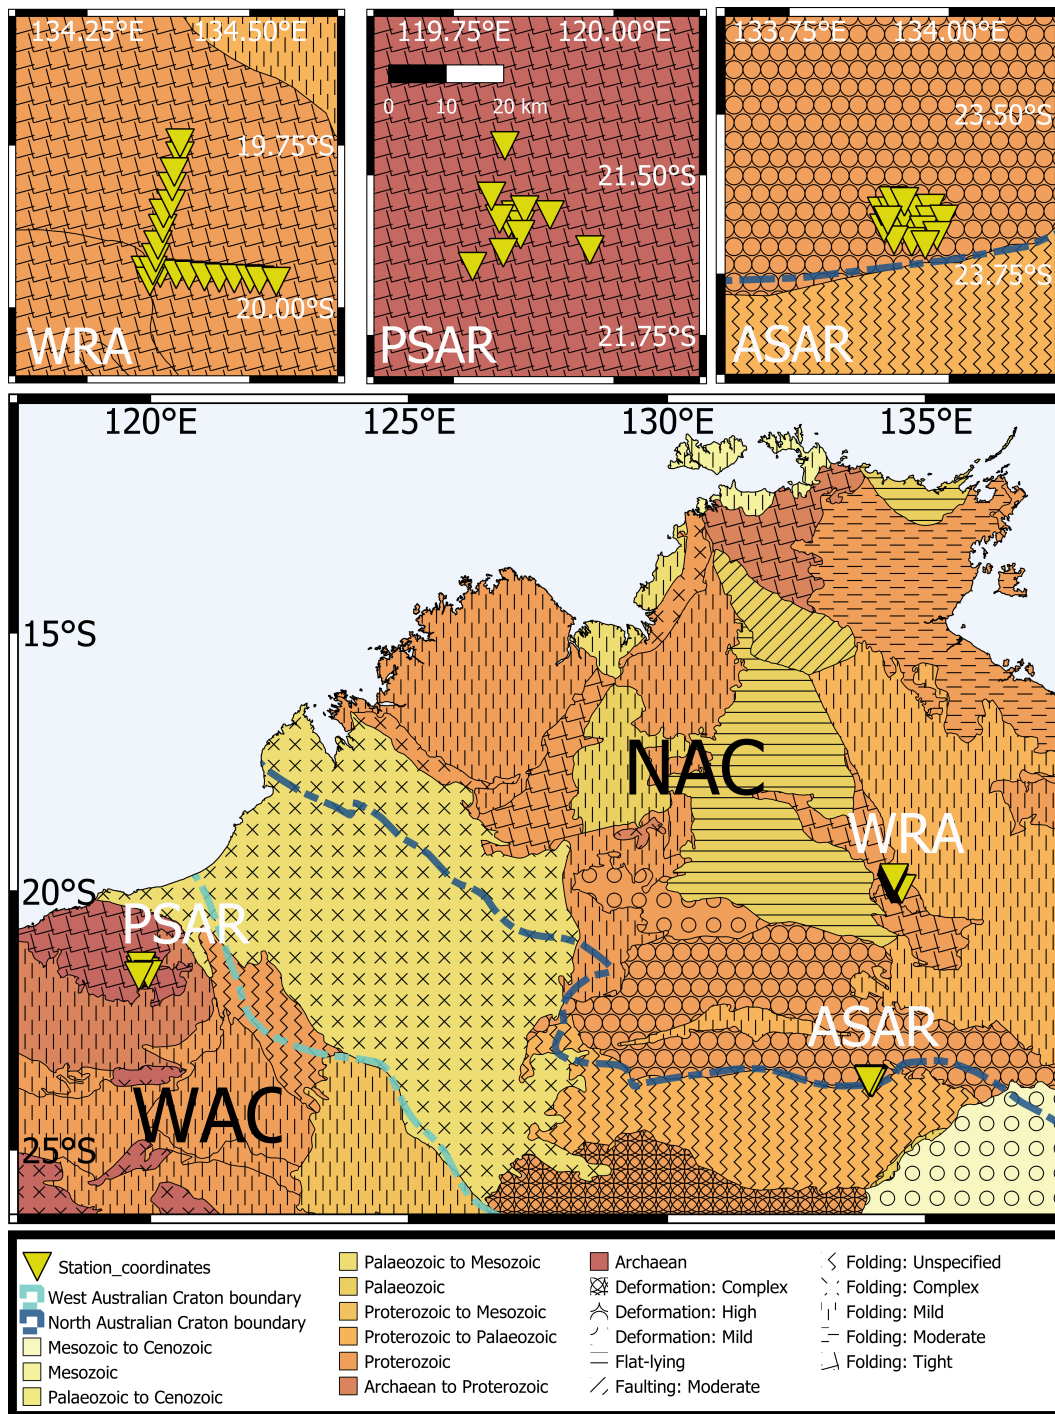 134.25°E 134.50°E
19.75°S
20.00°S
WRA
119.75°E 120.00°E
0 10 20 km
21.50°S
21.75°S
PSAR
133.75°E 134.00°E
23.50°S
23.75°S
ASAR
120°E 125°E 130°E 135°E
15°S
NAC
WRA
20°S
PSAR
ASAR
WAC
25°S
Station_coordinates
West Australian Craton boundary
North Australian Craton boundary
Mesozoic to Cenozoic
Mesozoic
Palaeozoic to Cenozoic
Palaeozoic to Mesozoic
Palaeozoic
Proterozoic to Mesozoic
Proterozoic to Palaeozoic
Proterozoic
Archaean to Proterozoic
Archaean
Deformation: Complex
Deformation: High
Deformation: Mild
Flat-lying
Faulting: Moderate
Folding: Unspecified
Folding: Complex
Folding: Mild
Folding: Moderate
Folding: Tight